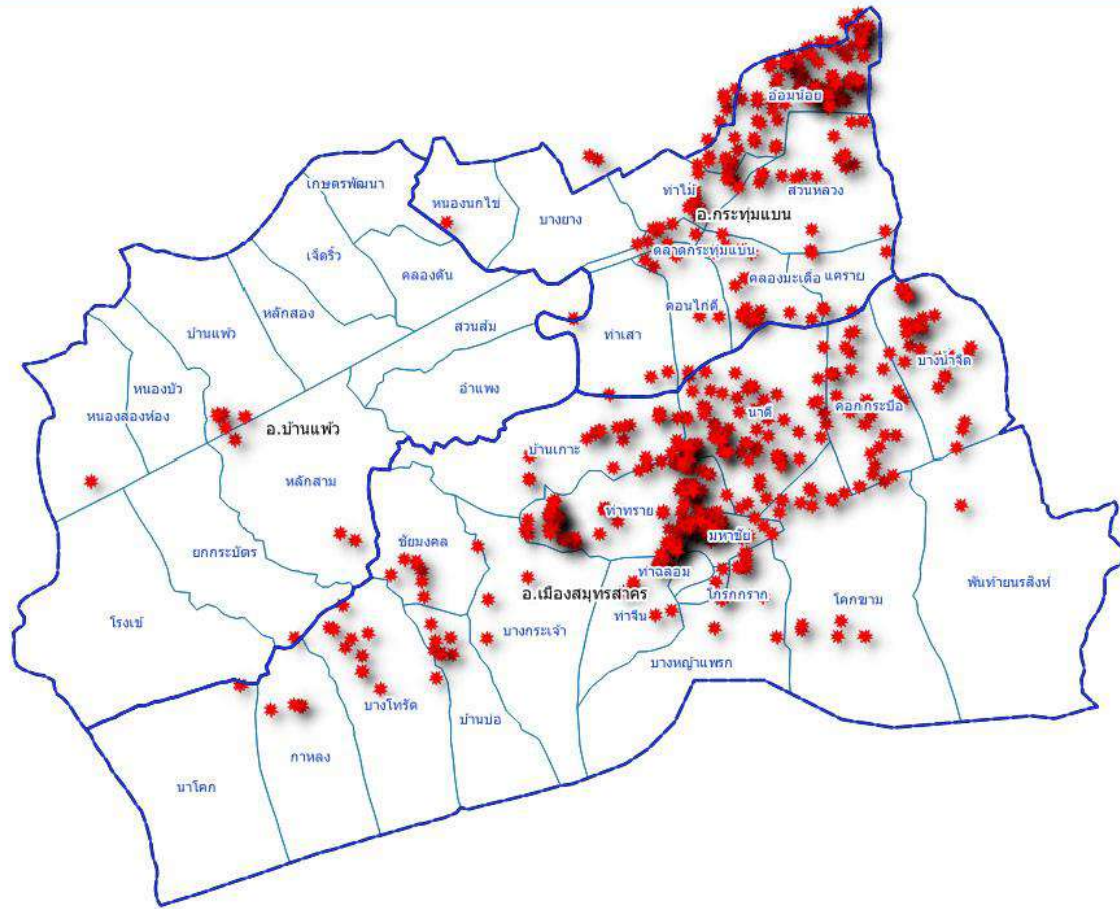 อ้อมน้อย
เกษตรพัฒนา
หนองนกไข่
ท่าไม้
สวนหลวง
บางยาง
อ.กระทุ่มแบน
เจ็ดริ้ว
ตลาดกระทุ่มแบน
คลองตัน
คลองมะเดื่อ
แคราย
ดอนไก่ดี
หลักสอง
สวนส้ม
บ้านแพ้ว
ท่าเสา
บางน้ำจืด
หนองบัว
อำแพง
หนองสองห้อง
นาดี
คอกกระบือ
อ.บ้านแพ้ว
บ้านเกาะ
หลักสาม
ท่าทราย
มหาชัย
ชัยมงคล
ยกกระบัตร
ท่าฉลอม
พันท้ายนรสิงห์
อ.เมืองสมุทรสาคร
โกรกกราก
โคกขาม
ท่าจีน
โรงเข้
บางกระเจ้า
บางหญ้าแพรก
บ้านบ่อ
บางโทรัด
กาหลง
นาโคก